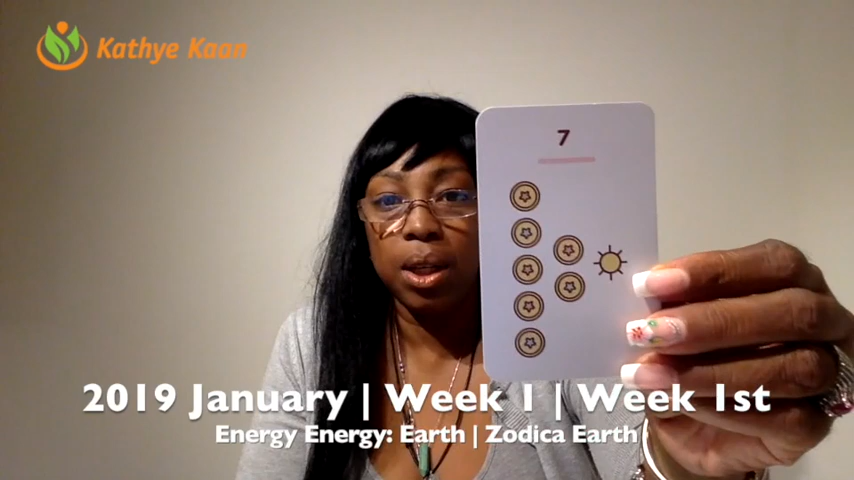 Kathye Kaan
7
2019 January | Week 1 | Week 1st
Energy Energy: Earth | Zodica Earth